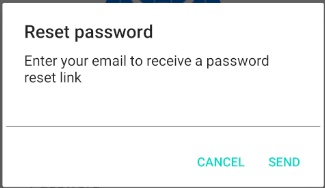 Reset password
Enter your email to receive a password
reset link
CANCEL SEND